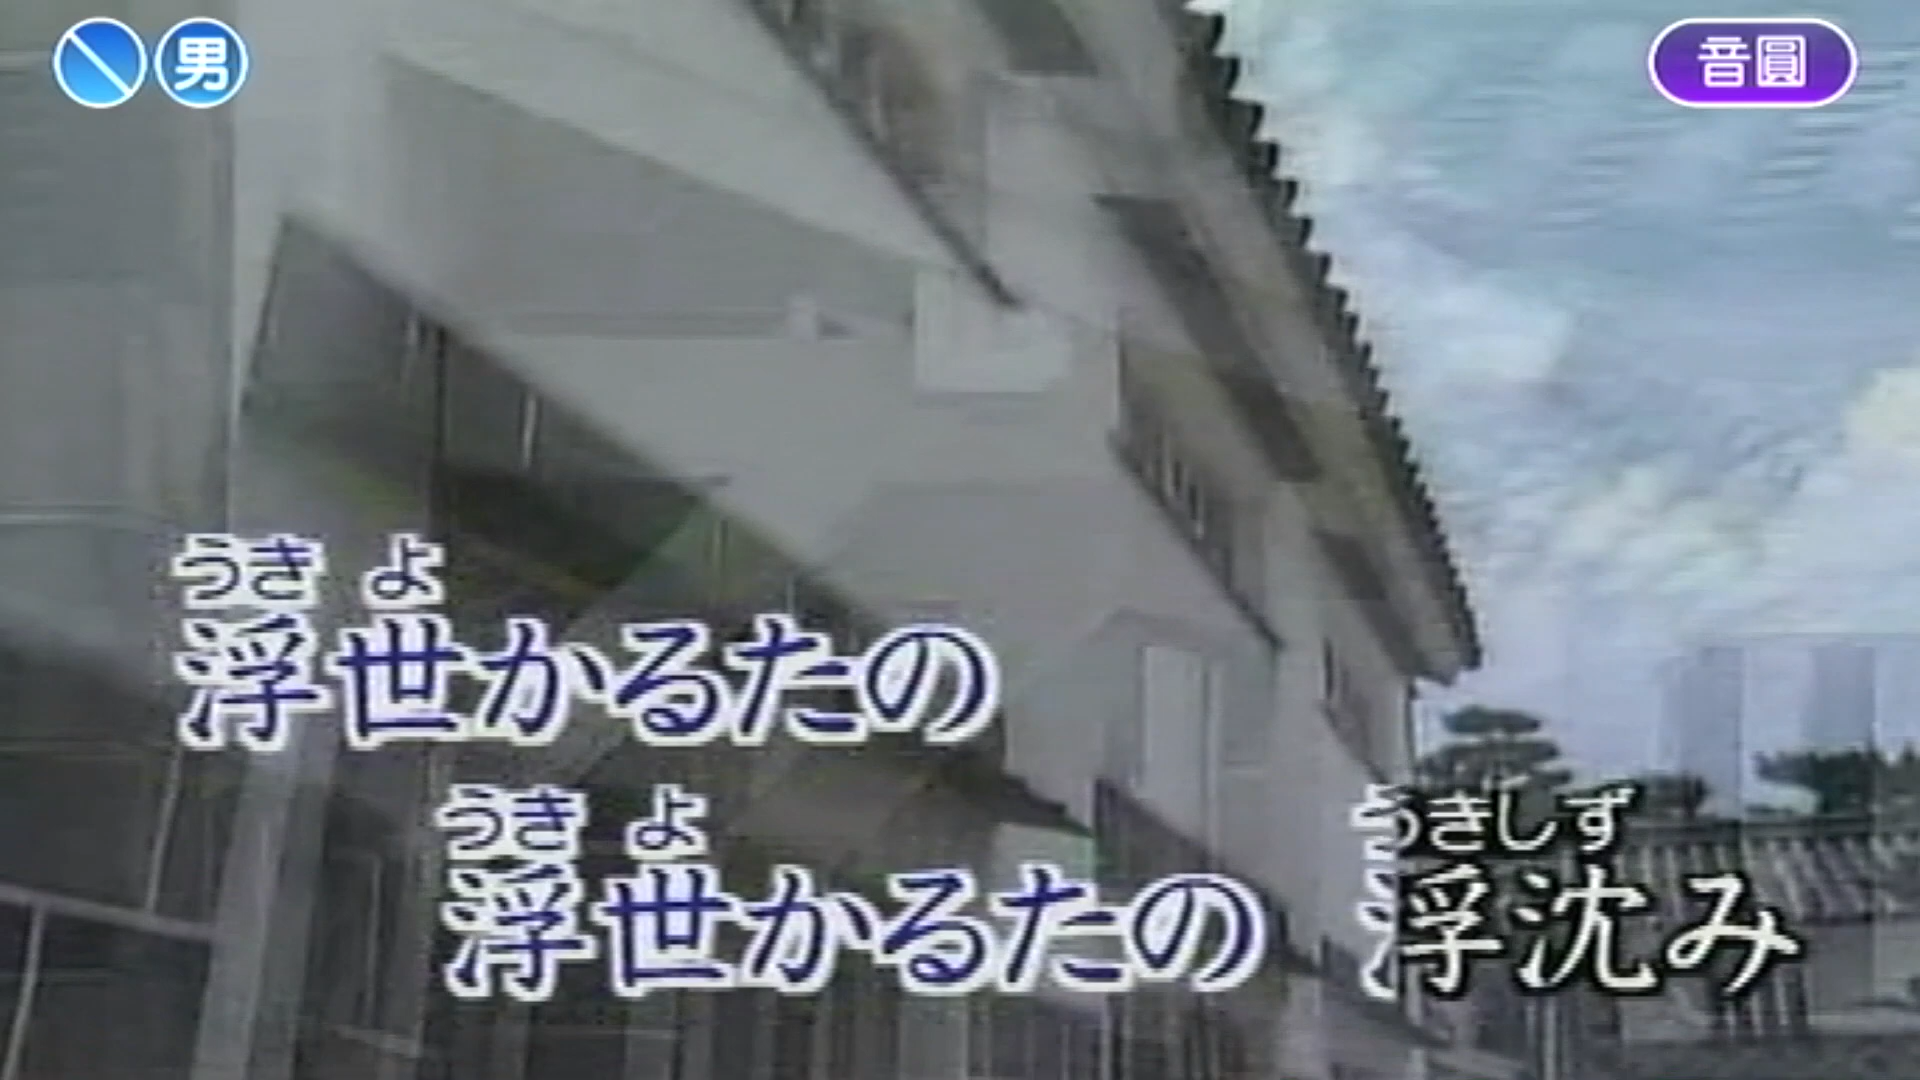 男
音圓
うきよ
浮世かるたの
うきよ うきしず
浮世かるたの 浮沈み